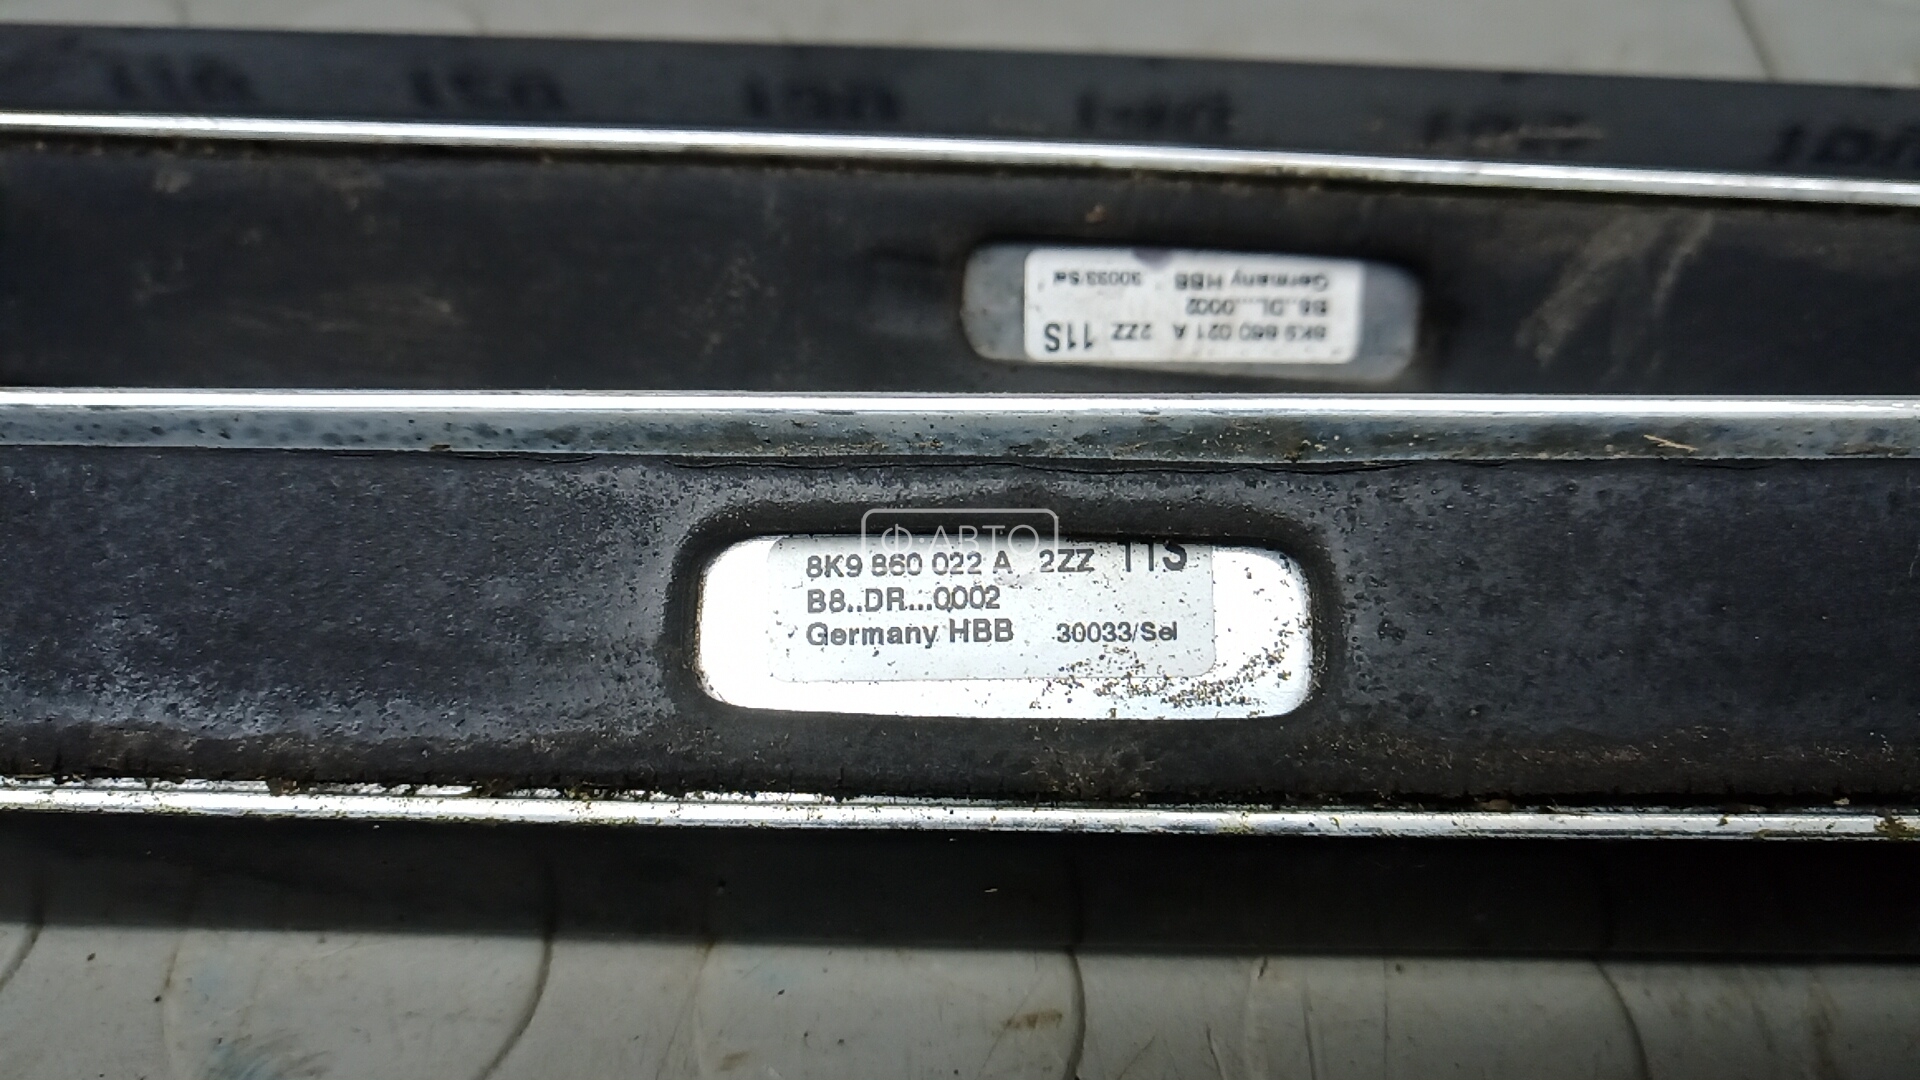 8K9 860 021 A 2ZZ 11S
B8..DL...0002
Germany HBB 30033/Sel
Ф·АВТО
8K9 860 022 A 2ZZ 11S
B8..DR...0002
Germany HBB 30033/Sel